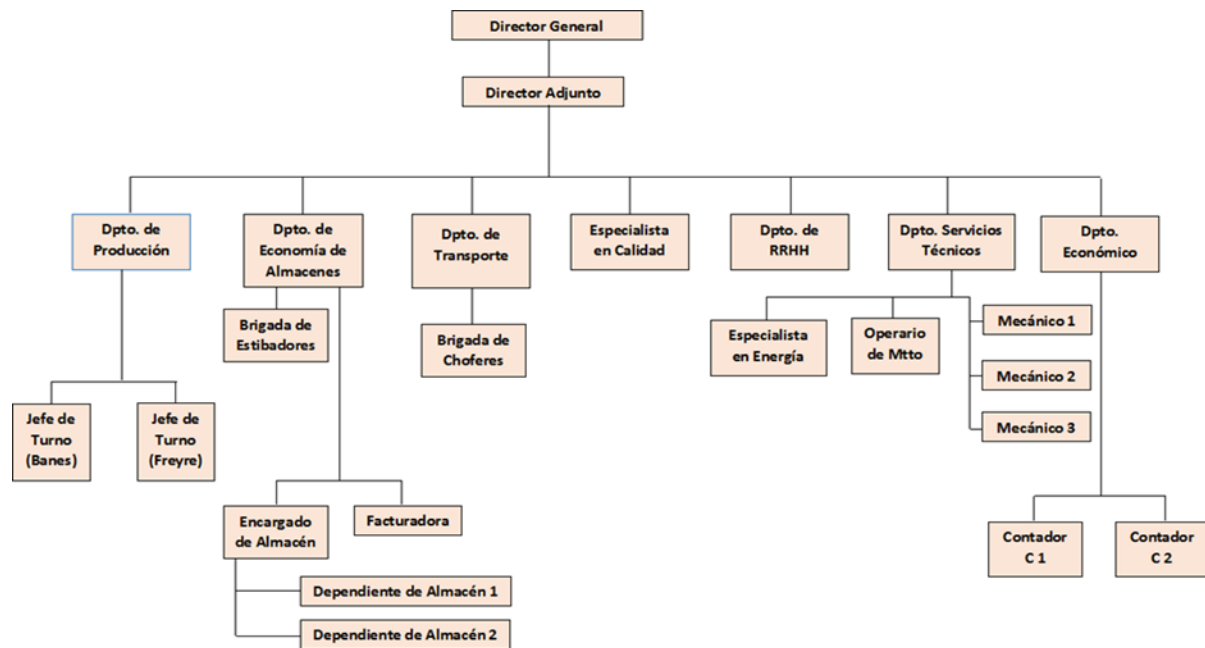 Director General
Director Adjunto
Dpto. de
Producción
Dpto. de
Economía de
Almacenes
Dpto. de
Transporte
Especialista
en Calidad
Dpto. de
RRHH
Dpto. Servicios
Técnicos
Dpto.
Económico
Brigada de
Estibadores
Brigada de
Choferes
Especialista
en Energía
Operario
de Mtto
Mecánico 1
Mecánico 2
Mecánico 3
Jefe de
Turno
(Banes)
Jefe de
Turno
(Freyre)
Encargado
de Almacén
Facturadora
Dependiente de Almacén 1
Dependiente de Almacén 2
Contador
C 1
Contador
C 2